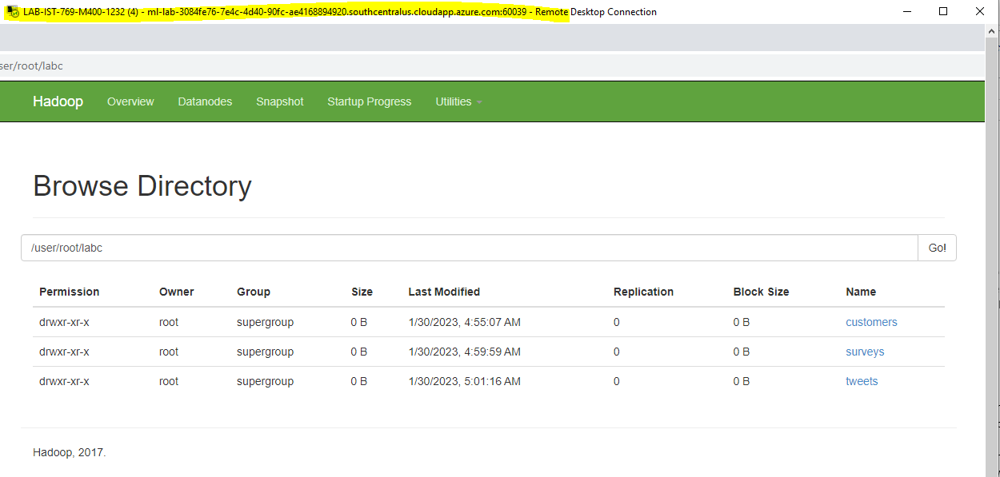 LAB-IST-769-M400-1232 (4) - ml-lab-3084fe76-7e4c-4d40-90fc-ae4168894920.southcentralus.cloudapp.azure.com:60039 - Remote Desktop Connection
ser/root/labc
Hadoop Overview Datanodes Snapshot Startup Progress Utilities
Browse Directory
/user/root/labc Go!
Permission Owner Group Size Last Modified Replication Block Size Name
drwxr-xr-x root supergroup 0 B 1/30/2023, 4:55:07 AM 0 0 B customers
drwxr-xr-x root supergroup 0 B 1/30/2023, 4:59:59 AM 0 0 B surveys
drwxr-xr-x root supergroup 0 B 1/30/2023, 5:01:16 AM 0 0 B tweets
Hadoop, 2017.